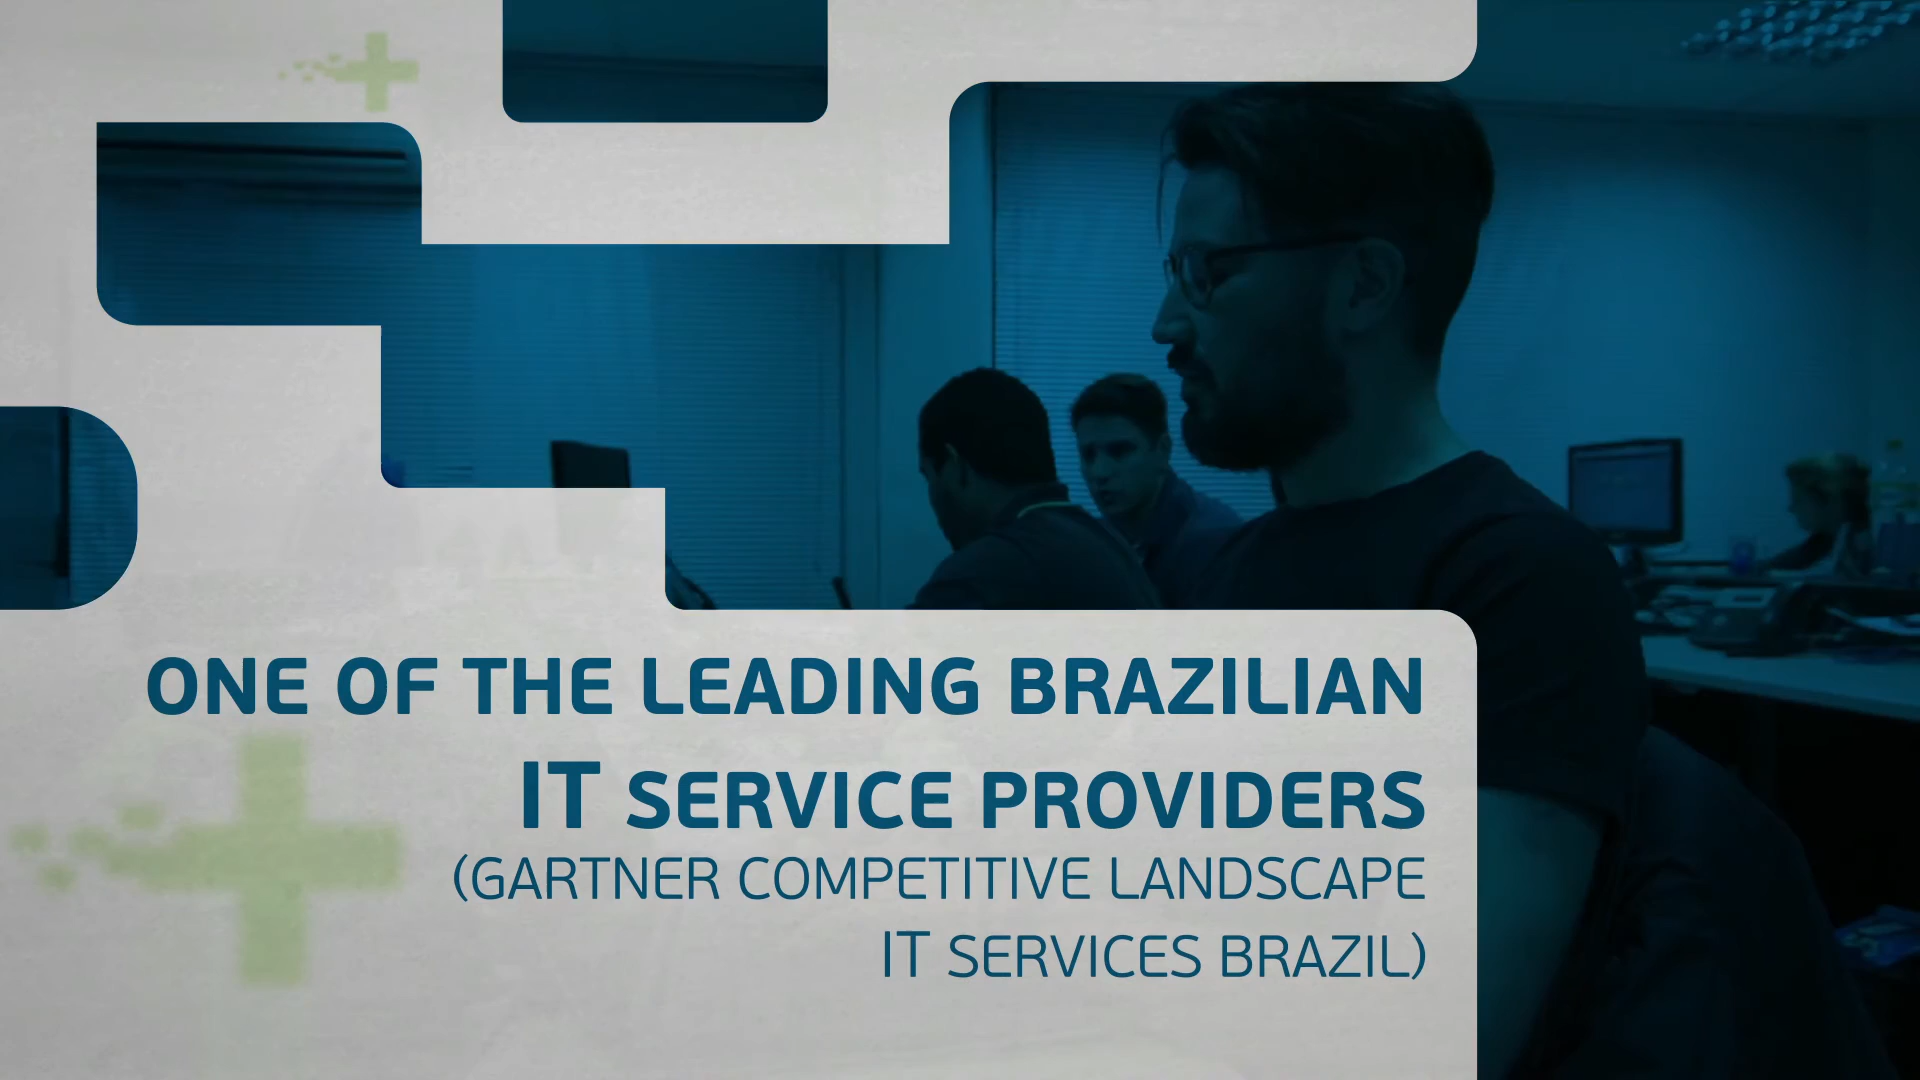 ONE OF THE LEADING BRAZILIAN
IT SERVICE PROVIDERS
(GARTNER COMPETITIVE LANDSCAPE
IT SERVICES BRAZIL)